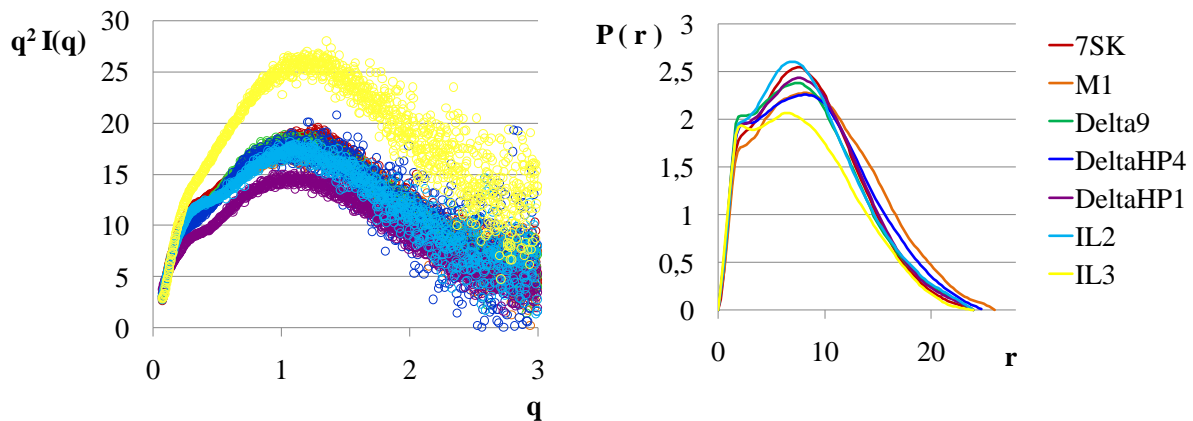 q² I(q)
30
25
20
15
10
5
0
0 1 2 3
q
P ( r )
3
2,5
2
1,5
1
0,5
0
0 10 20
r
7SK
M1
Delta9
DeltaHP4
DeltaHP1
IL2
IL3